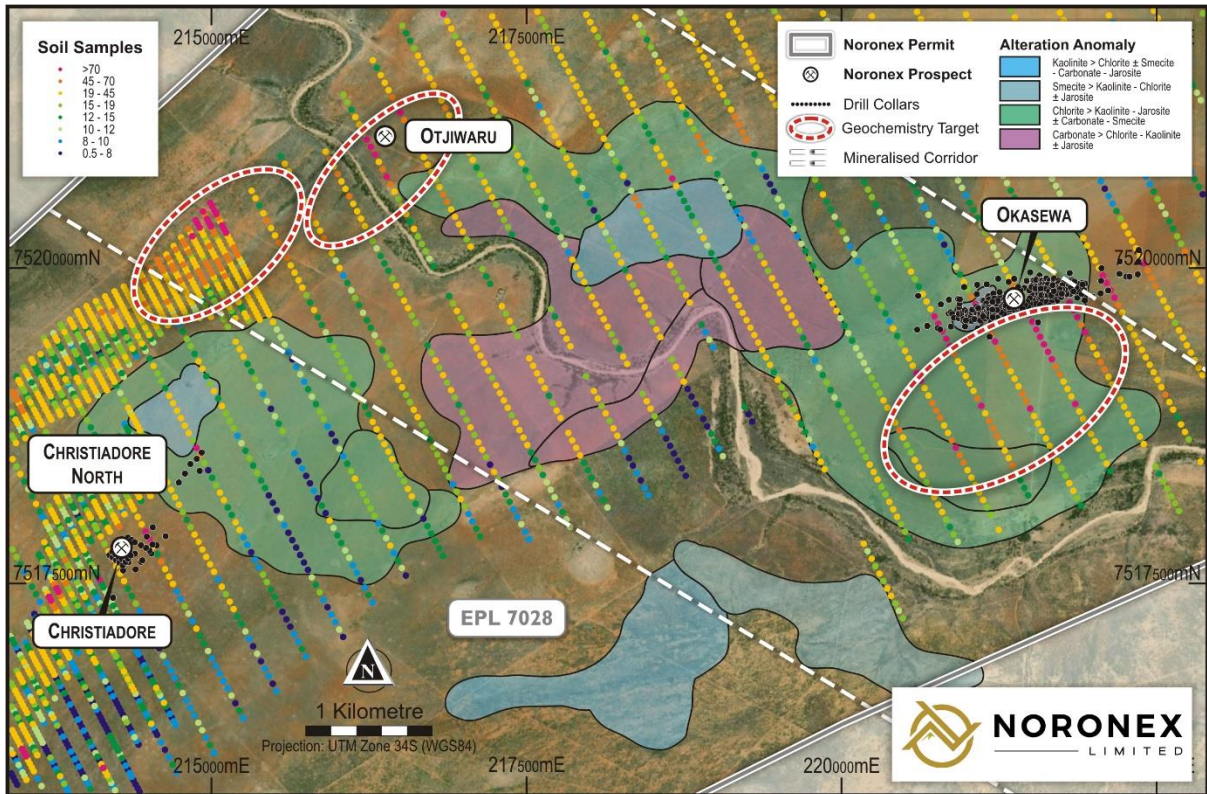 215000mE
217500mE
Soil Samples
>70
45 - 70
19 - 45
15 - 19
12 - 15
10 - 12
8 - 10
0.5 - 8
Noronex Permit
Noronex Prospect
Drill Collars
Geochemistry Target
Mineralised Corridor
Alteration Anomaly
Kaolinite > Chlorite ± Smecite
- Carbonate - Jarosite
Smecite > Kaolinite - Chlorite
± Jarosite
Chlorite > Kaolinite - Jarosite
± Carbonate - Smecite
Carbonate > Chlorite - Kaolinite
± Jarosite
OTJIWARU
OKASEWA
7520000mN
7520000mN
CHRISTIADORE
NORTH
7517500mN
7517500mN
CHRISTIADORE
EPL 7028
N
1 Kilometre
Projection: UTM Zone 34S (WGS84)
NORONEX
LIMITED
215000mE
217500mE
220000mE